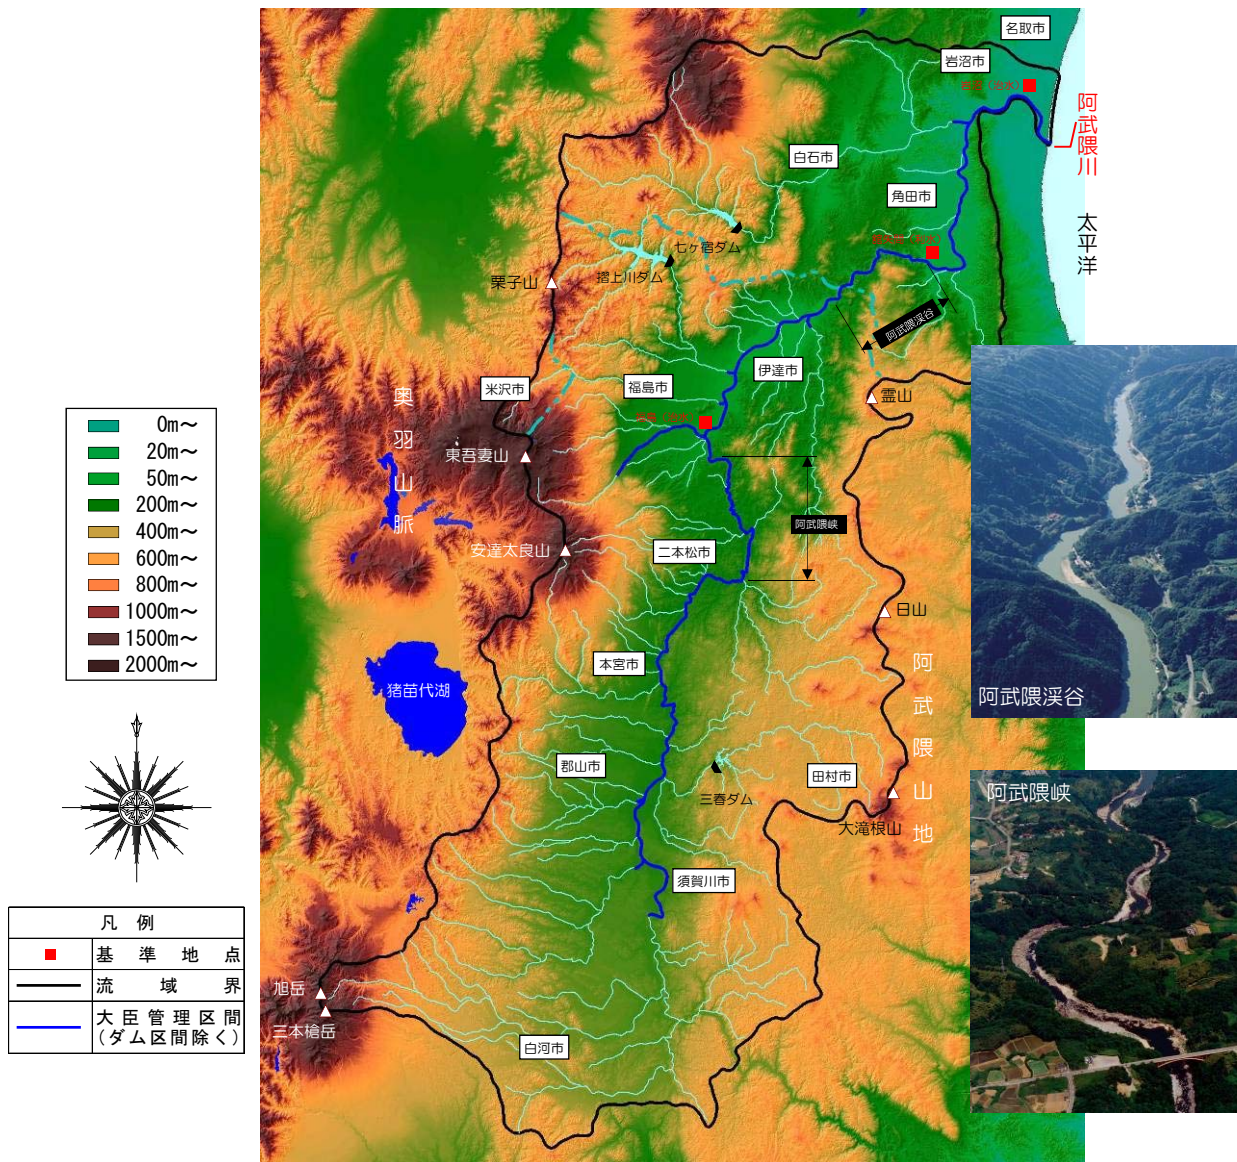 名取市
岩沼市
岩沼（治水）
阿武隈川
白石市
角田市
太平洋
七ヶ宿ダム
摺上川ダム
栗子山
阿武隈渓谷
伊達市
福島市
米沢市
霊山
奥羽山脈
東吾妻山
阿武隈峡
安達太良山
二本松市
日山
本宮市
猪苗代湖
阿武隈山地
郡山市
田村市
三春ダム
大滝根山
須賀川市
旭岳
三本槍岳
白河市
0m～
20m～
50m～
200m～
400m～
600m～
800m～
1000m～
1500m～
2000m～
凡例
基準地点
流域界
大臣管理区間
(ダム区間除く)
阿武隈渓谷
阿武隈峡